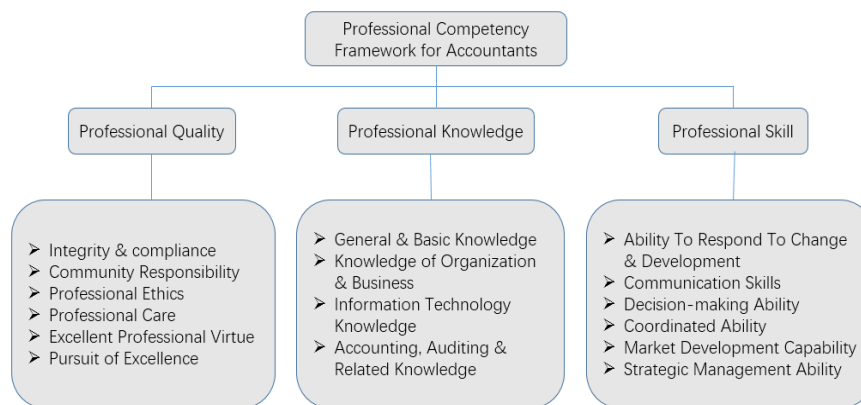 Professional Competency
Framework for Accountants
Professional Quality
Professional Knowledge
Professional Skill
➢ Integrity & compliance
➢ Community Responsibility
➢ Professional Ethics
➢ Professional Care
➢ Excellent Professional Virtue
➢ Pursuit of Excellence
➢ General & Basic Knowledge
➢ Knowledge of Organization
& Business
➢ Information Technology
Knowledge
➢ Accounting, Auditing &
Related Knowledge
➢ Ability To Respond To Change
& Development
➢ Communication Skills
➢ Decision-making Ability
➢ Coordinated Ability
➢ Market Development Capability
➢ Strategic Management Ability